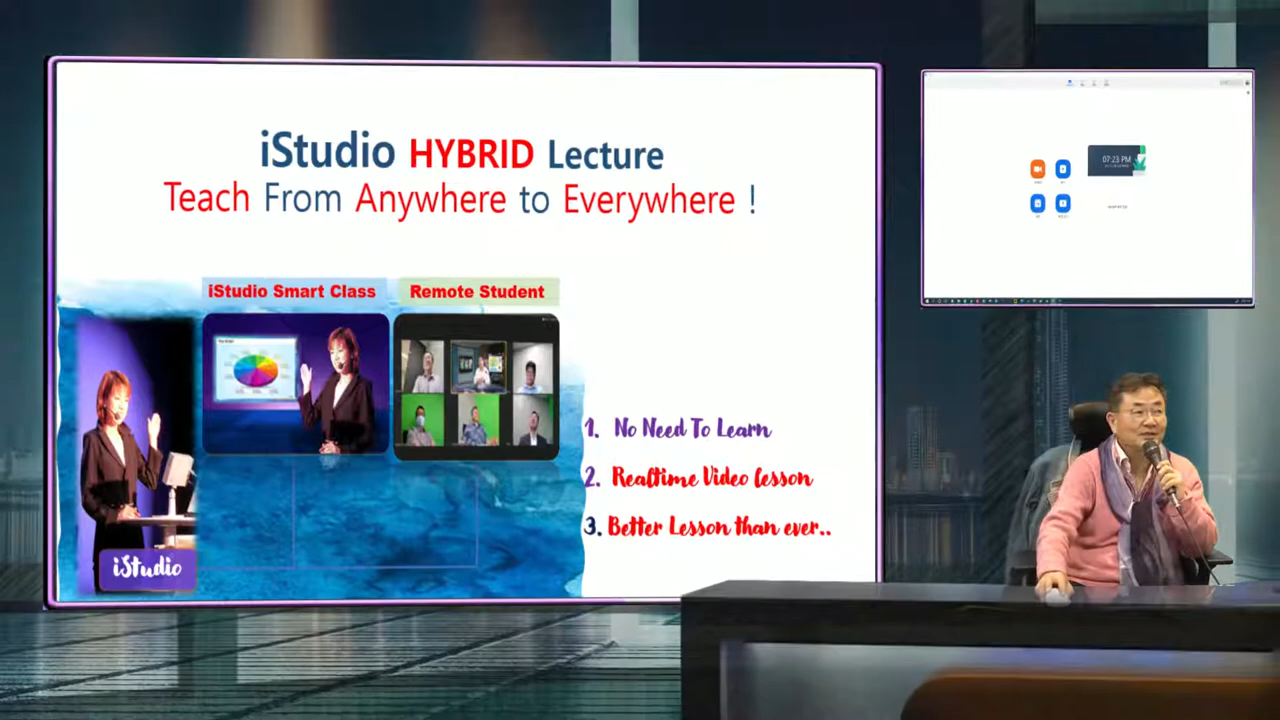 iStudio HYBRID Lecture
Teach From Anywhere to Everywhere !
iStudio Smart Class
Remote Student
1. No Need To Learn
2. Realtime Video lesson
3. Better Lesson than ever..
iStudio
07:23 PM